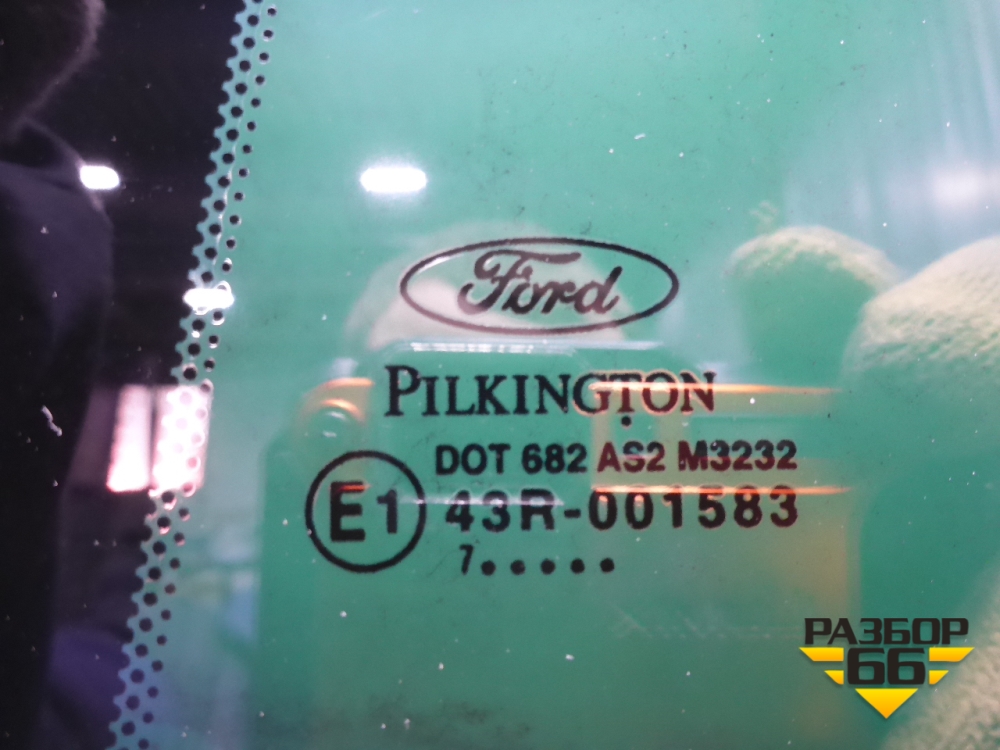 Ford
PILKINGTON
DOT 682 AS2 M3232
E1 43R-001583
7.....
РАЗБОР
66